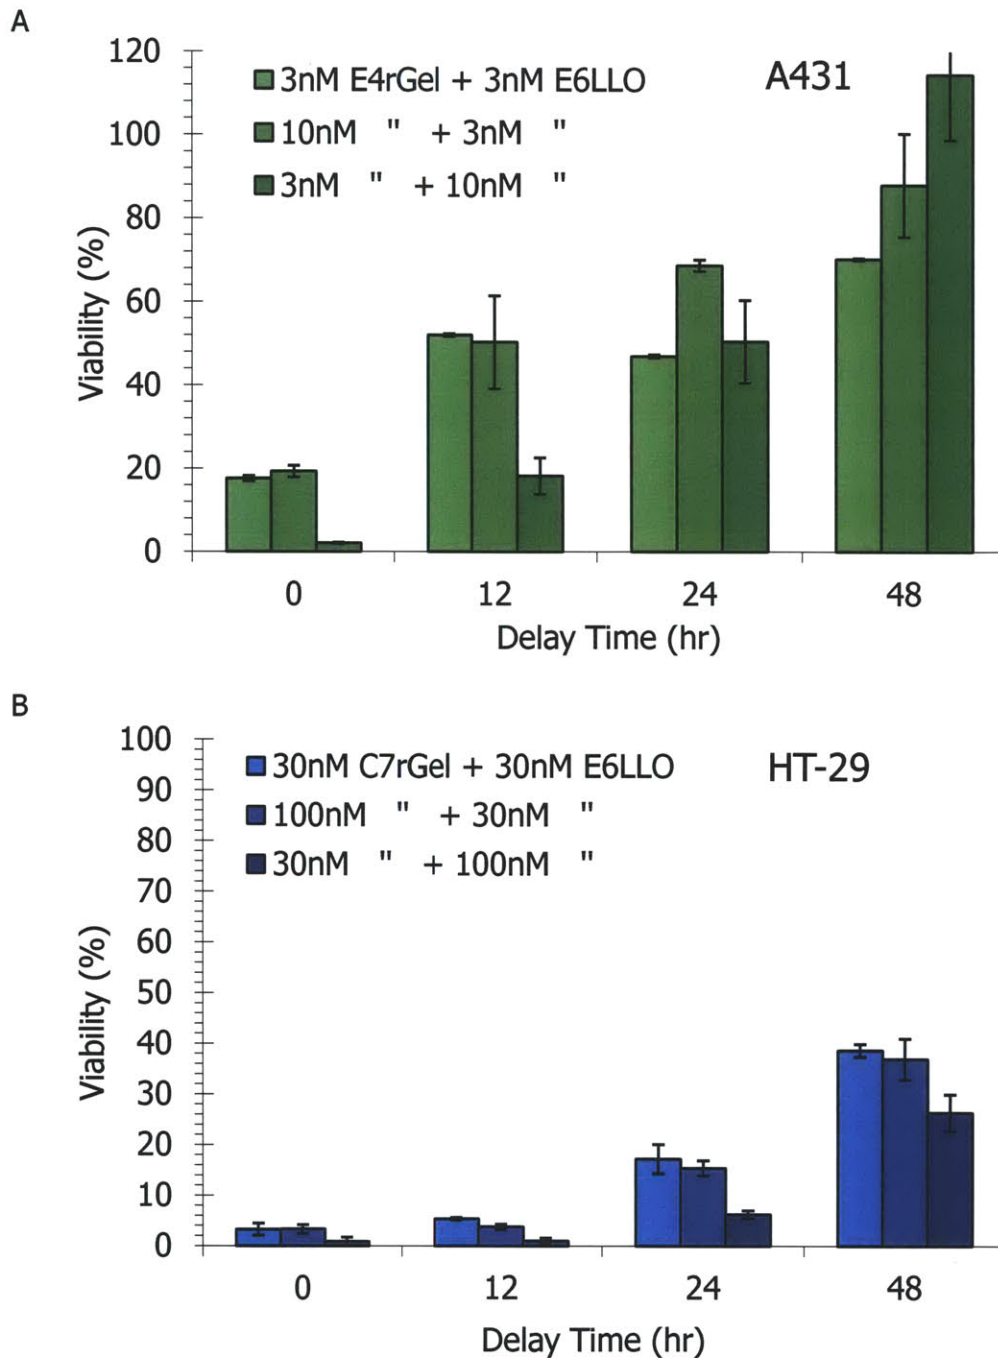 A
120
100
80
60
40
20
0
Viability (%)
3nM E4rGel + 3nM E6LLO
10nM " + 3nM "
3nM " + 10nM "
A431
0 12 24 48
Delay Time (hr)
B
100
90
80
70
60
50
40
30
20
10
0
Viability (%)
30nM C7rGel + 30nM E6LLO
100nM " + 30nM "
30nM " + 100nM "
HT-29
0 12 24 48
Delay Time (hr)